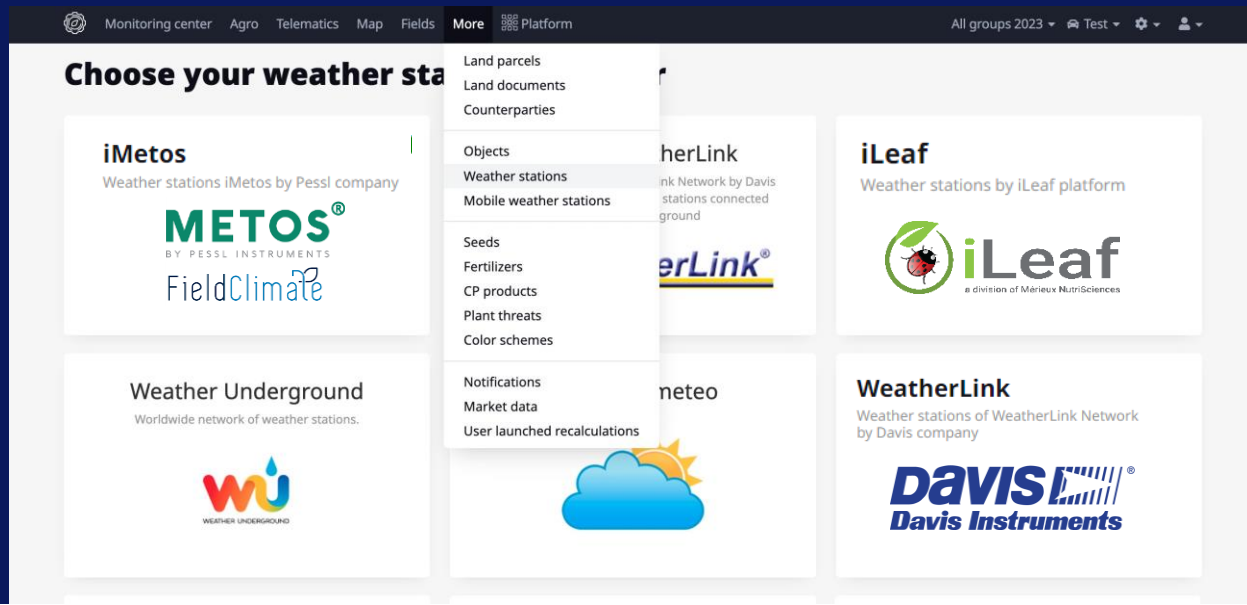 Monitoring center Agro Telematics Map Fields More Platform All groups 2023 Test
Choose your weather sta r
Land parcels
Land documents
Counterparties
Objects
Weather stations
Mobile weather stations
Seeds
Fertilizers
CP products
Plant threats
Color schemes
Notifications
Market data
User launched recalculations
iMetos
Weather stations iMetos by Pessl company
METOS®
BY PESSL INSTRUMENTS
FieldClimate
herLink
nk Network by Davis
stations connected
ground
erLink®
iLeaf
Weather stations by iLeaf platform
iLeaf
a division of Mérieux NutriSciences
Weather Underground
Worldwide network of weather stations.
wu
WEATHER UNDERGROUND
meteo
WeatherLink
Weather stations of WeatherLink Network
by Davis company
DAVIS®
Davis Instruments